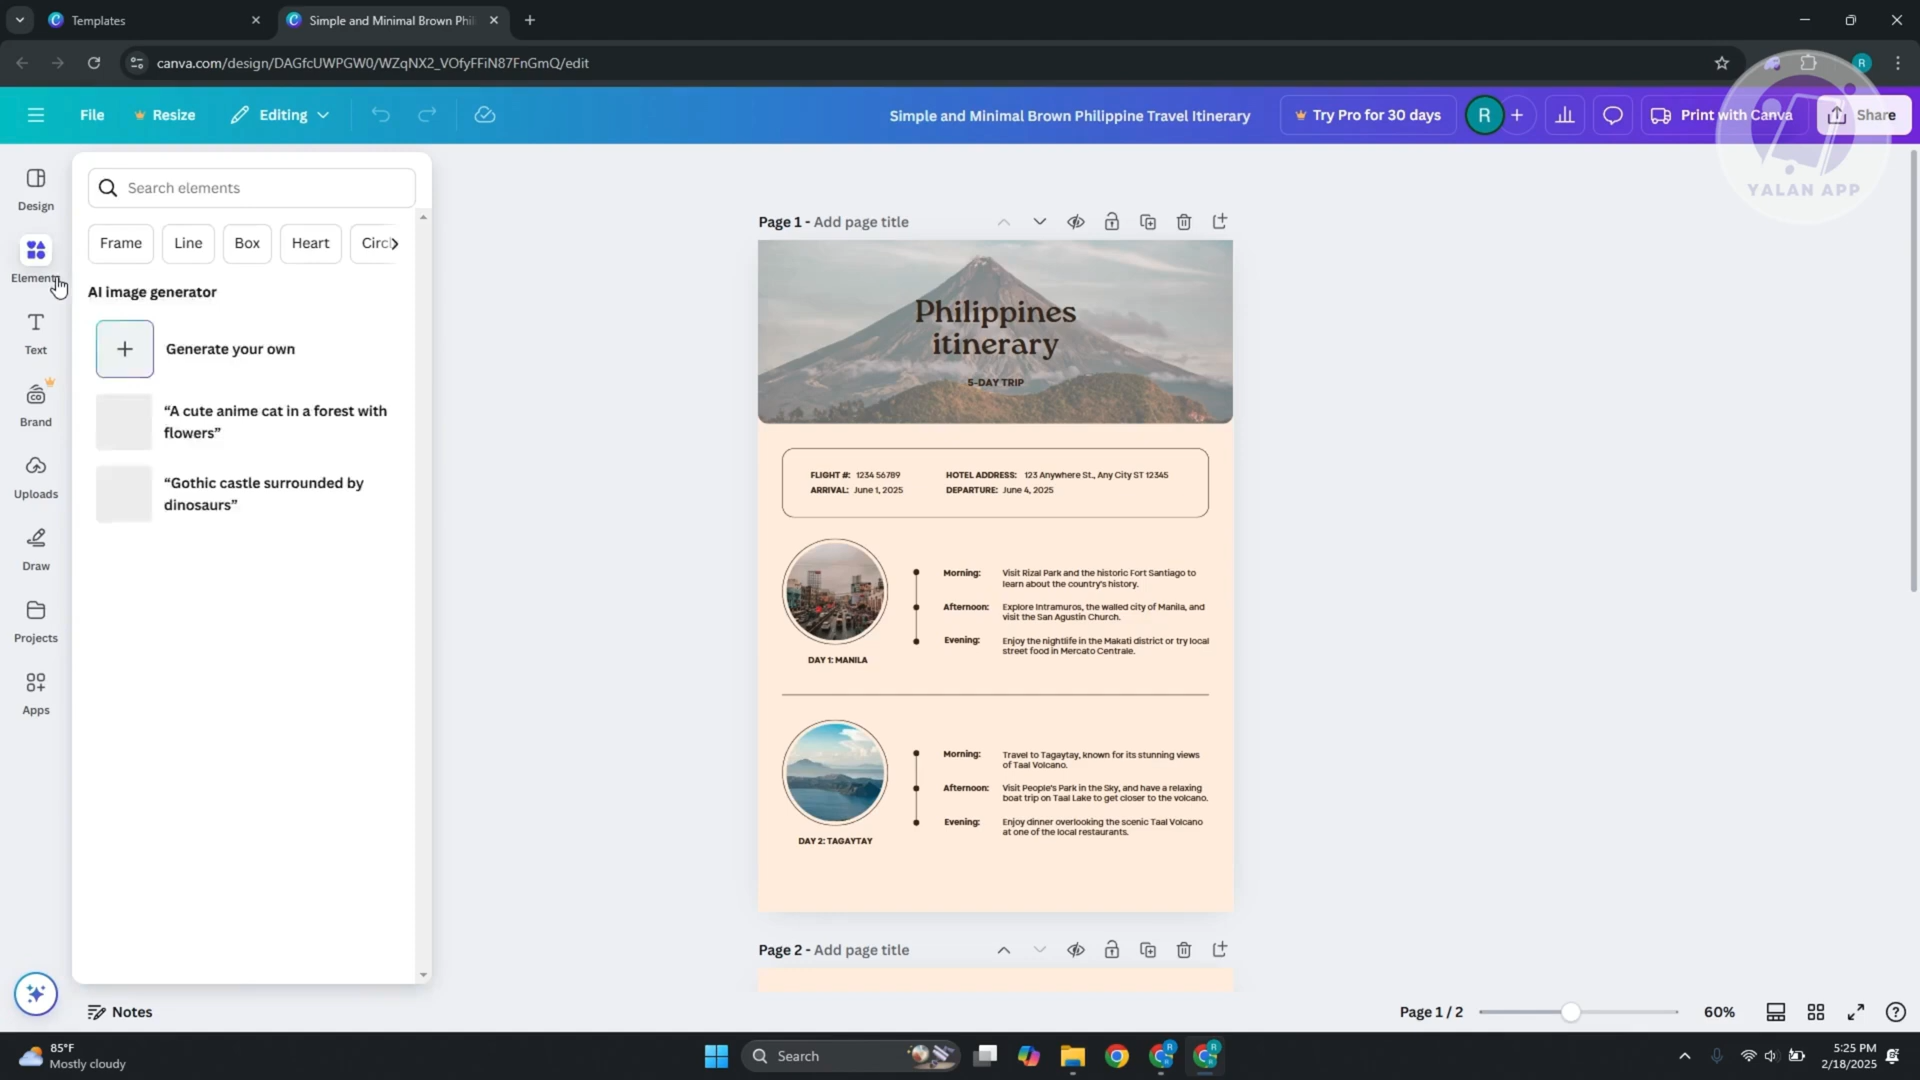 Templates
Simple and Minimal Brown Phil
canva.com/design/DAGfcUWPGW0/WZqNX2_VOfyFFiN87FnGmQ/edit
R
File
Resize
Editing
Simple and Minimal Brown Philippine Travel Itinerary
Try Pro for 30 days
R
Print with Canva
Share
YALAN APP
Design
Elements
Text
Brand
Uploads
Draw
Projects
Apps
Search elements
Frame
Line
Box
Heart
Circl
AI image generator
Generate your own
“A cute anime cat in a forest with
flowers”
“Gothic castle surrounded by
dinosaurs”
Page 1 - Add page title
Philippines
itinerary
5-DAY TRIP
FLIGHT #: 1234 56789
HOTEL ADDRESS: 123 Anywhere St., Any City ST 12345
ARRIVAL: June 1, 2025
DEPARTURE: June 4, 2025
Morning: Visit Rizal Park and the historic Fort Santiago to
learn about the country's history.
Afternoon: Explore Intramuros, the walled city of Manila, and
visit the San Agustin Church.
Evening: Enjoy the nightlife in the Makati district or try local
street food in Mercato Centrale.
DAY 1: MANILA
Morning: Travel to Tagaytay, known for its stunning views
of Taal Volcano.
Afternoon: Visit People's Park in the Sky, and have a relaxing
boat trip on Taal Lake to get closer to the volcano.
Evening: Enjoy dinner overlooking the scenic Taal Volcano
at one of the local restaurants.
DAY 2: TAGAYTAY
Page 2 - Add page title
Notes
Page 1 / 2
60%
85°F
Mostly cloudy
Search
R
R
5:25 PM
2/18/2025